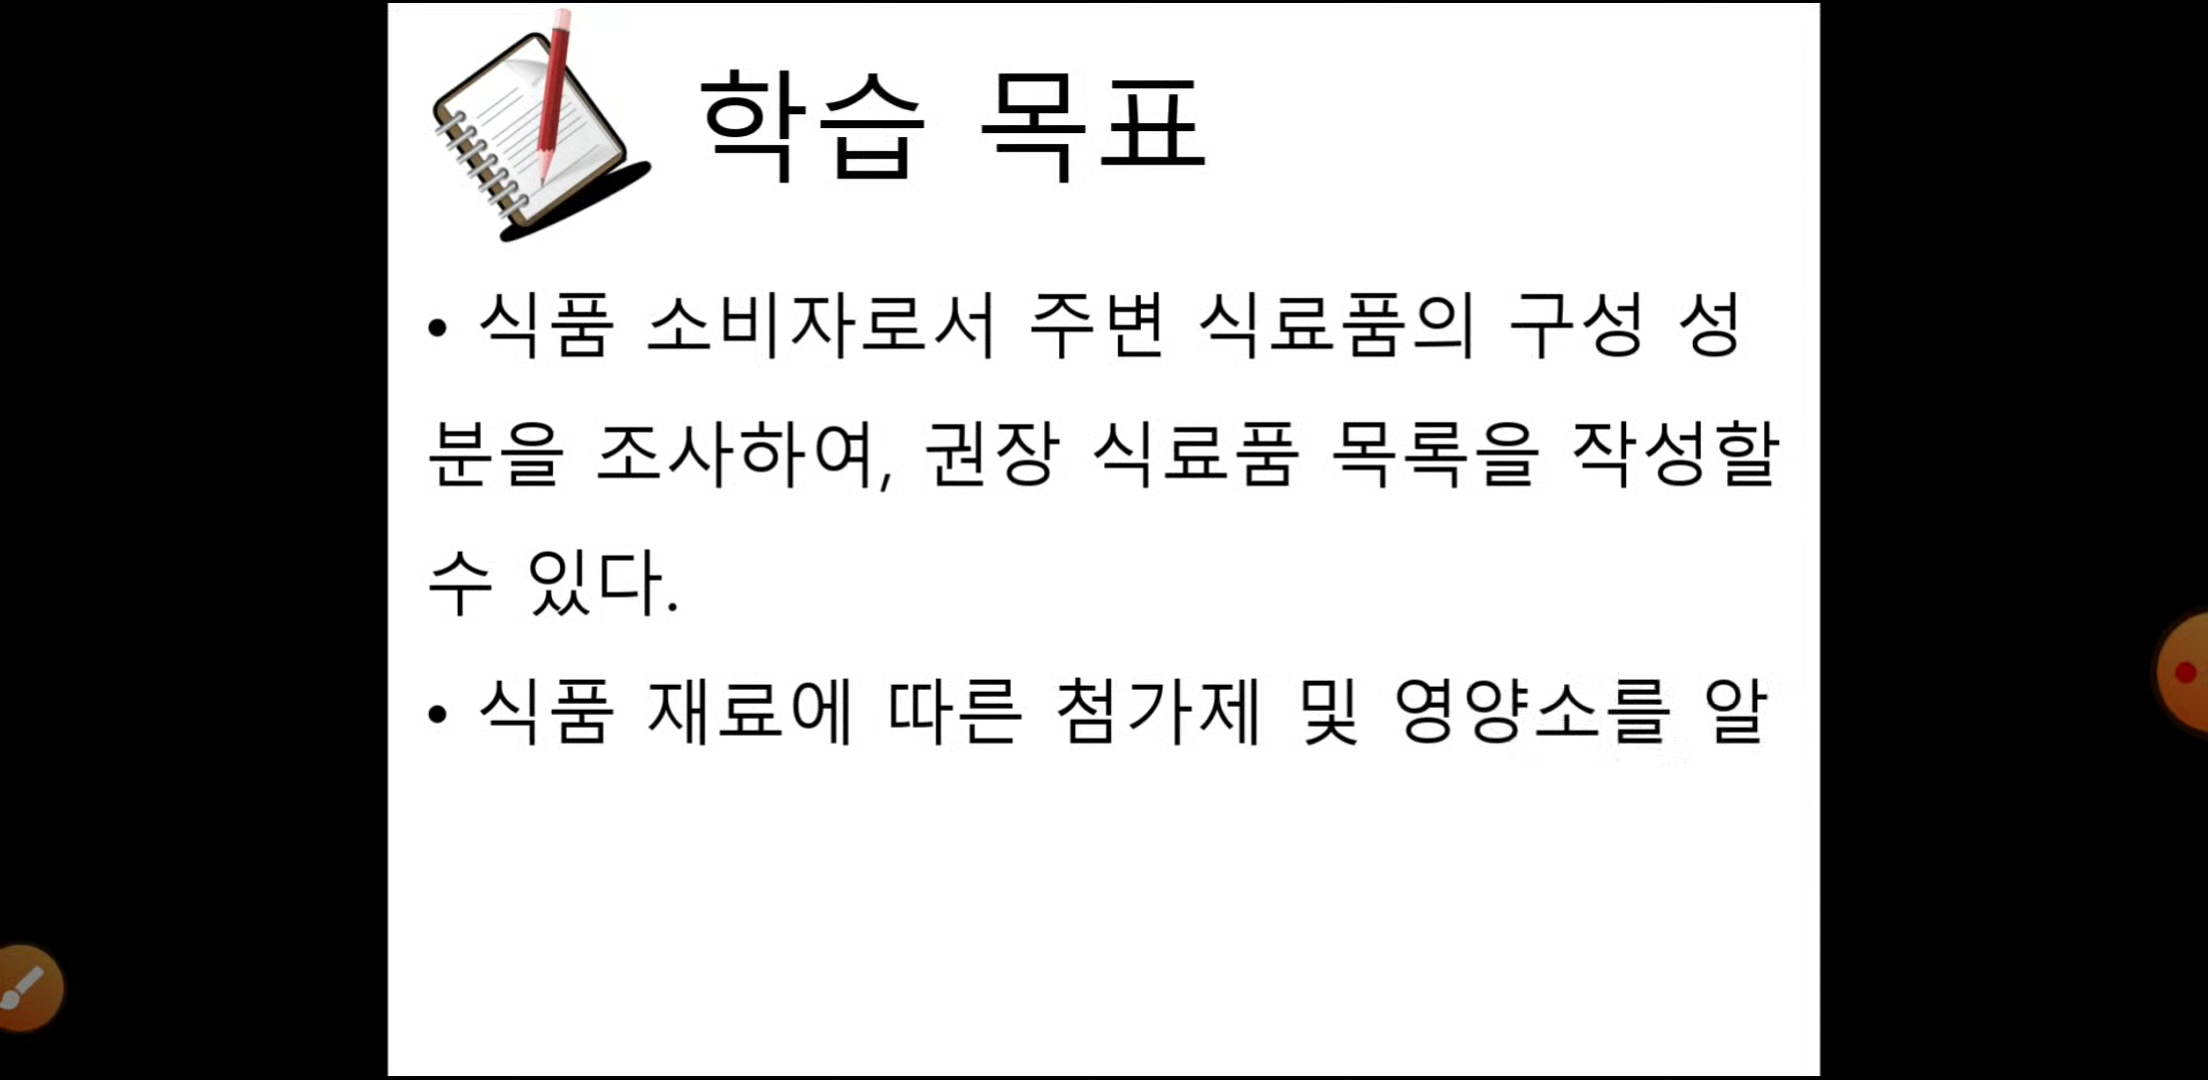 학습 목표
• 식품 소비자로서 주변 식료품의 구성 성
분을 조사하여, 권장 식료품 목록을 작성할
수 있다.
• 식품 재료에 따른 첨가제 및 영양소를 알